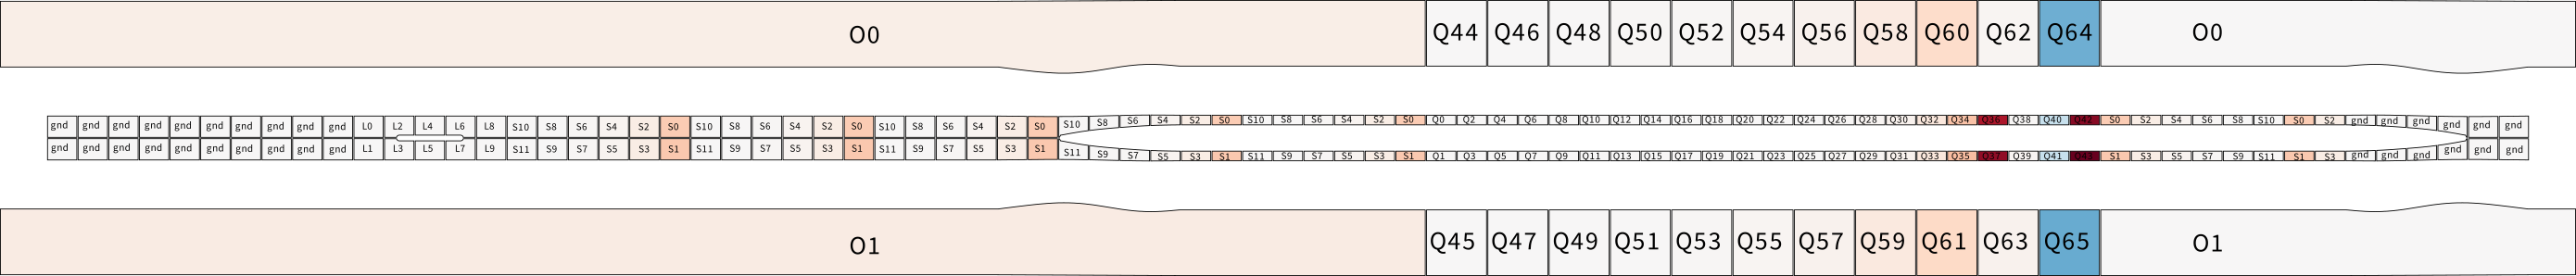 O0 Q44 Q46 Q48 Q50 Q52 Q54 Q56 Q58 Q60 Q62 Q64 O0
gnd gnd gnd gnd gnd gnd gnd gnd gnd gnd L0 L2 L4 L6 L8 S10 S8 S6 S4 S2 S0 S10 S8 S6 S4 S2 S0 S10 S8 S6 S4 S2 S0 S10 S8 S6 S4 S2 S0 S10 S8 S6 S4 S2 S0 Q0 Q2 Q4 Q6 Q8 Q10 Q12 Q14 Q16 Q18 Q20 Q22 Q24 Q26 Q28 Q30 Q32 Q34 Q36 Q38 Q40 Q42 S0 S2 S4 S6 S8 S10 S0 S2 gnd gnd gnd gnd gnd gnd
gnd gnd gnd gnd gnd gnd gnd gnd gnd gnd L1 L3 L5 L7 L9 S11 S9 S7 S5 S3 S1 S11 S9 S7 S5 S3 S1 S11 S9 S7 S5 S3 S1 S11 S9 S7 S5 S3 S1 S11 S9 S7 S5 S3 S1 Q1 Q3 Q5 Q7 Q9 Q11 Q13 Q15 Q17 Q19 Q21 Q23 Q25 Q27 Q29 Q31 Q33 Q35 Q37 Q39 Q41 Q43 S1 S3 S5 S7 S9 S11 S1 S3 gnd gnd gnd gnd gnd gnd
O1 Q45 Q47 Q49 Q51 Q53 Q55 Q57 Q59 Q61 Q63 Q65 O1